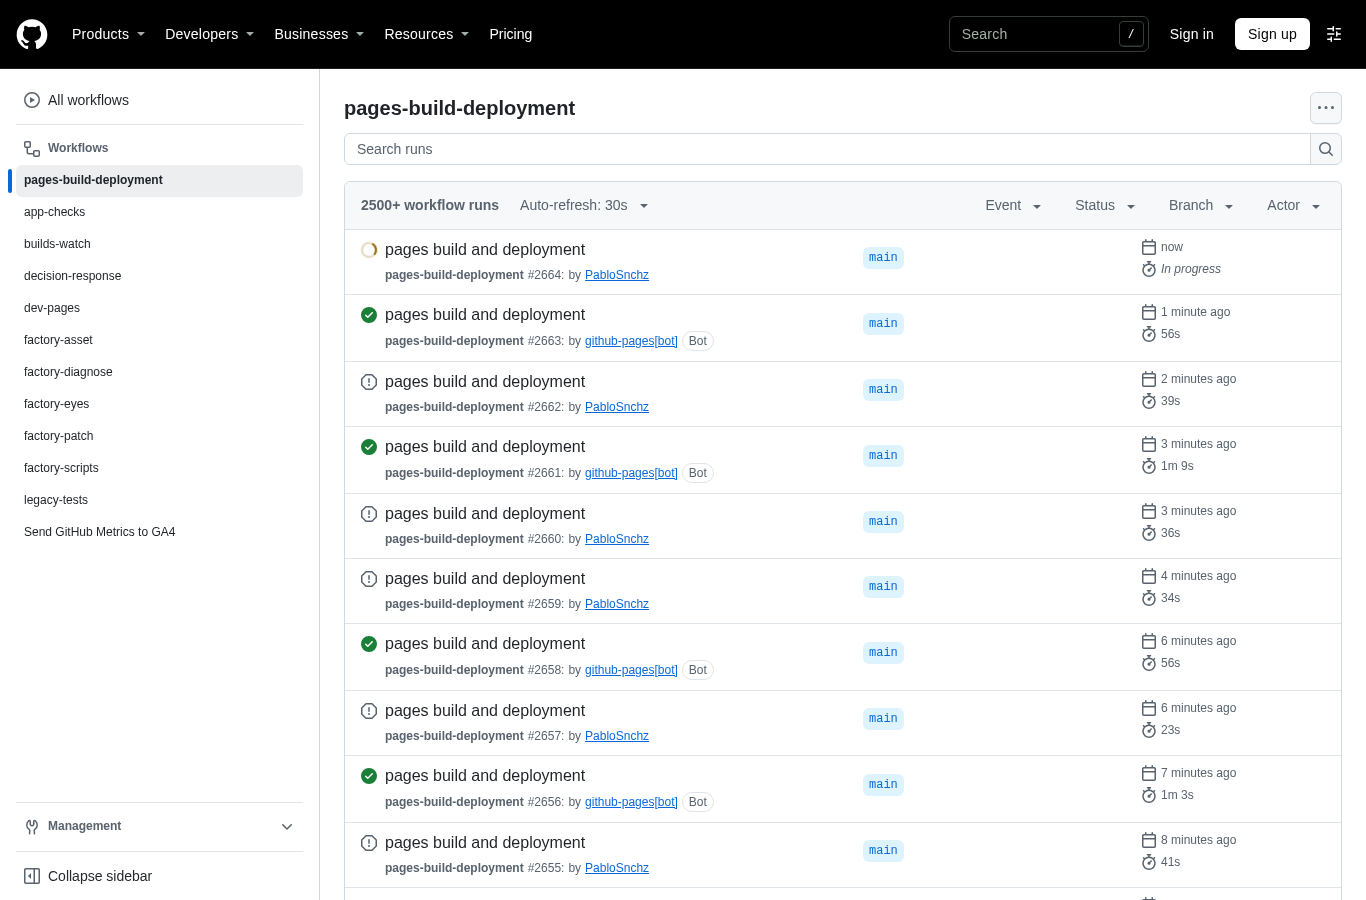 Products Developers Businesses Resources Pricing Search / Sign in Sign up
All workflows
Workflows
pages-build-deployment
app-checks
builds-watch
decision-response
dev-pages
factory-asset
factory-diagnose
factory-eyes
factory-patch
factory-scripts
legacy-tests
Send GitHub Metrics to GA4
Management
Collapse sidebar
pages-build-deployment
Search runs
2500+ workflow runs Auto-refresh: 30s Event Status Branch Actor
pages build and deployment
pages-build-deployment #2664: by PabloSnchz
main
now
In progress
pages build and deployment
pages-build-deployment #2663: by github-pages[bot] Bot
main
1 minute ago
56s
pages build and deployment
pages-build-deployment #2662: by PabloSnchz
main
2 minutes ago
39s
pages build and deployment
pages-build-deployment #2661: by github-pages[bot] Bot
main
3 minutes ago
1m 9s
pages build and deployment
pages-build-deployment #2660: by PabloSnchz
main
3 minutes ago
36s
pages build and deployment
pages-build-deployment #2659: by PabloSnchz
main
4 minutes ago
34s
pages build and deployment
pages-build-deployment #2658: by github-pages[bot] Bot
main
6 minutes ago
56s
pages build and deployment
pages-build-deployment #2657: by PabloSnchz
main
6 minutes ago
23s
pages build and deployment
pages-build-deployment #2656: by github-pages[bot] Bot
main
7 minutes ago
1m 3s
pages build and deployment
pages-build-deployment #2655: by PabloSnchz
main
8 minutes ago
41s